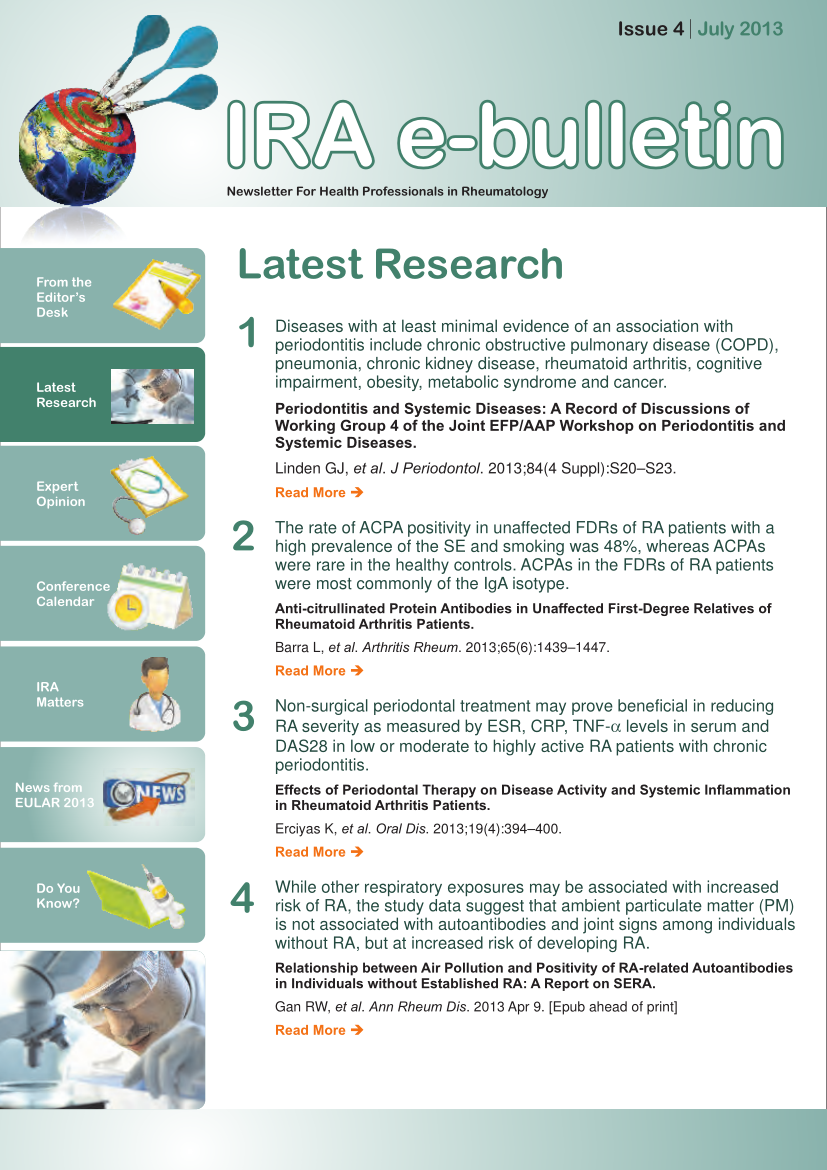 Issue 4 | July 2013
IRA e-bulletin
Newsletter For Health Professionals in Rheumatology
From the
Editor's
Desk
Latest
Research
Expert
Opinion
Conference
Calendar
IRA
Matters
News from
EULAR 2013
NEWS
Do You
Know?
Latest Research
1
Diseases with at least minimal evidence of an association with
periodontitis include chronic obstructive pulmonary disease (COPD),
pneumonia, chronic kidney disease, rheumatoid arthritis, cognitive
impairment, obesity, metabolic syndrome and cancer.
Periodontitis and Systemic Diseases: A Record of Discussions of
Working Group 4 of the Joint EFP/AAP Workshop on Periodontitis and
Systemic Diseases.
Linden GJ, et al. J Periodontol. 2013;84(4 Suppl):S20–S23.
Read More ➔
2
The rate of ACPA positivity in unaffected FDRs of RA patients with a
high prevalence of the SE and smoking was 48%, whereas ACPAs
were rare in the healthy controls. ACPAs in the FDRs of RA patients
were most commonly of the IgA isotype.
Anti-citrullinated Protein Antibodies in Unaffected First-Degree Relatives of
Rheumatoid Arthritis Patients.
Barra L, et al. Arthritis Rheum. 2013;65(6):1439–1447.
Read More ➔
3
Non-surgical periodontal treatment may prove beneficial in reducing
RA severity as measured by ESR, CRP, TNF-α levels in serum and
DAS28 in low or moderate to highly active RA patients with chronic
periodontitis.
Effects of Periodontal Therapy on Disease Activity and Systemic Inflammation
in Rheumatoid Arthritis Patients.
Erciyas K, et al. Oral Dis. 2013;19(4):394–400.
Read More ➔
4
While other respiratory exposures may be associated with increased
risk of RA, the study data suggest that ambient particulate matter (PM)
is not associated with autoantibodies and joint signs among individuals
without RA, but at increased risk of developing RA.
Relationship between Air Pollution and Positivity of RA-related Autoantibodies
in Individuals without Established RA: A Report on SERA.
Gan RW, et al. Ann Rheum Dis. 2013 Apr 9. [Epub ahead of print]
Read More ➔